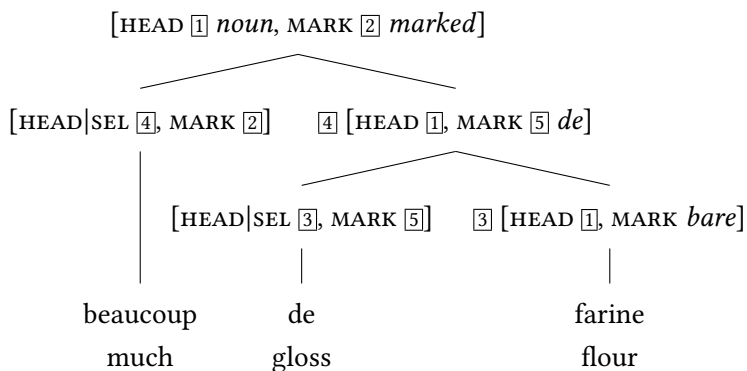 [HEAD 1 noun, MARK 2 marked]
[HEAD|SEL 4, MARK 2] 4 [HEAD 1, MARK 5 de]
[HEAD|SEL 3, MARK 5] 3 [HEAD 1, MARK bare]
beaucoup de farine
much gloss flour